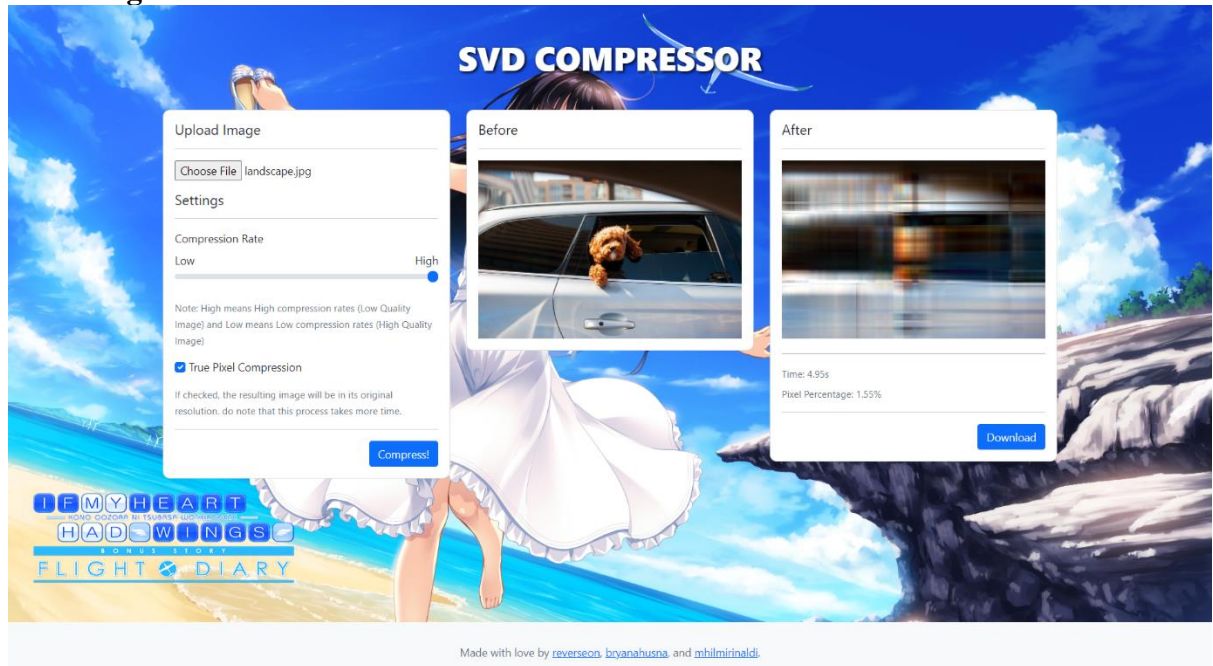 SVD COMPRESSOR
Upload Image
Choose File landscape.jpg
Settings
Compression Rate
Low High
Note: High means High compression rates (Low Quality
Image) and Low means Low compression rates (High Quality
Image)
True Pixel Compression
If checked, the resulting image will be in its original
resolution. do note that this process takes more time.
Compress!
Before
After
Time: 4.95s
Pixel Percentage: 1.55%
Download
IF MY HEART
HAD WINGS
BONUS STORY
FLIGHT DIARY
Made with love by reverseon, bryanahusna, and mhilmirinaldi.